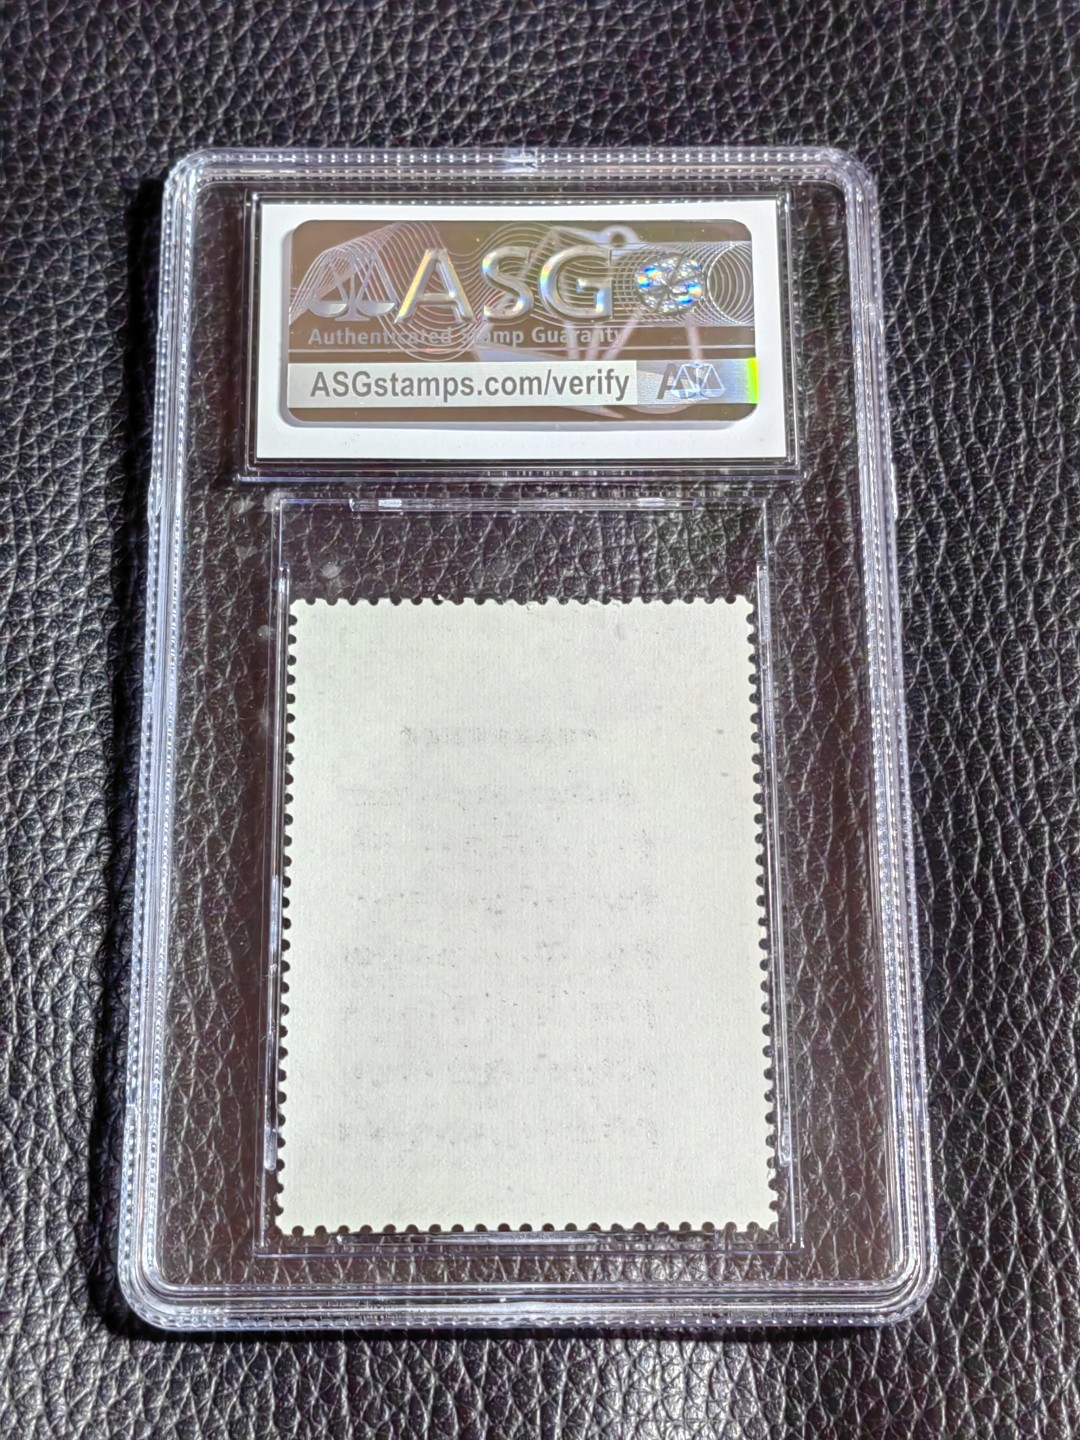 ASG
Authenticated Stamp Guaranty
ASGstamps.com/verify